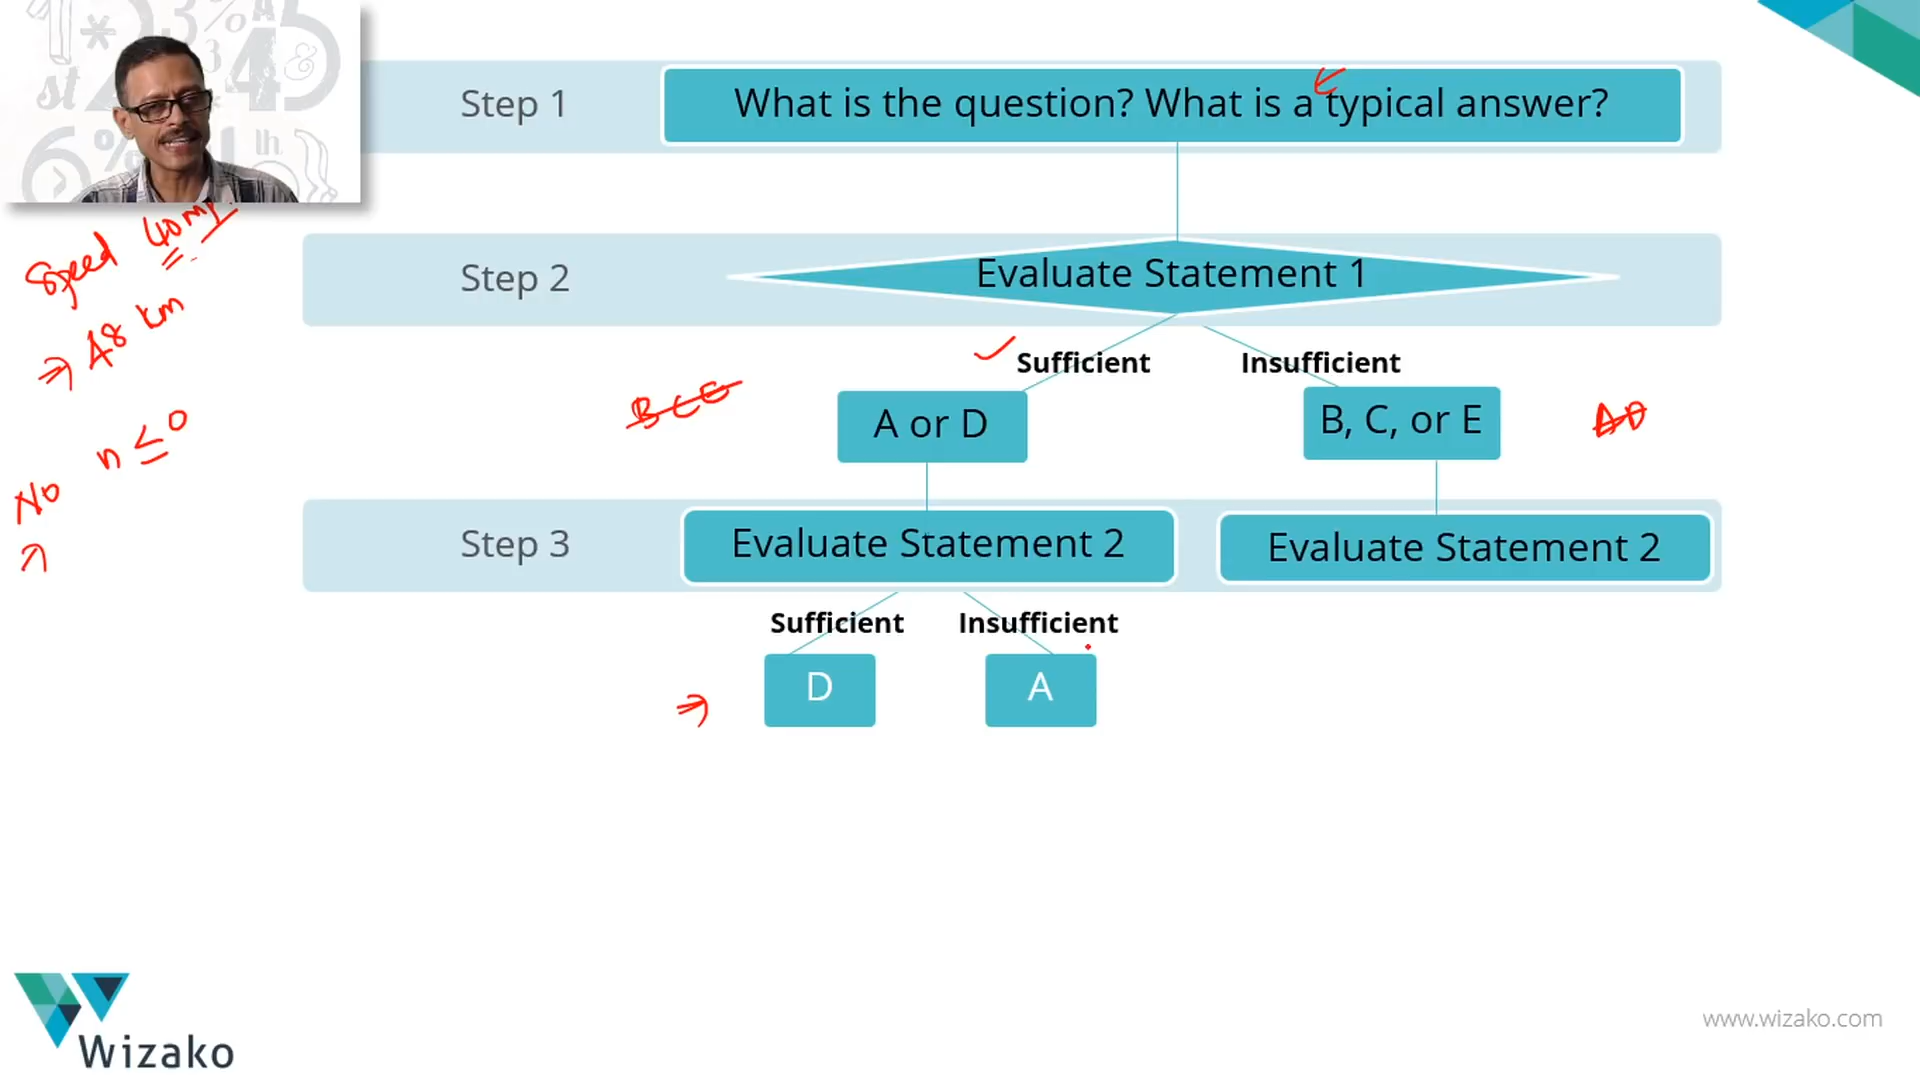 Step 1
What is the question? What is a typical answer?
Speed 40
Step 2
Evaluate Statement 1
48 km
Sufficient
Insufficient
B C E
A or D
B, C, or E
A D
n ≤ 0
No
Step 3
Evaluate Statement 2
Evaluate Statement 2
Sufficient
Insufficient
D
A
Wizako
www.wizako.com